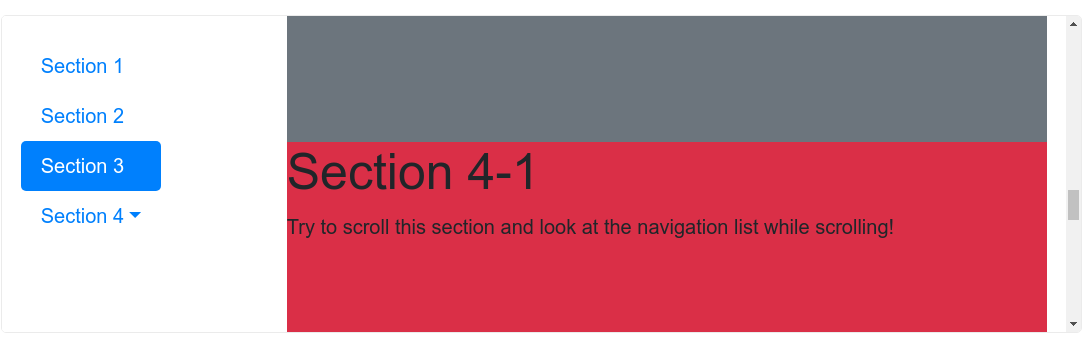 Section 1
Section 2
Section 3
Section 4
Section 4-1
Try to scroll this section and look at the navigation list while scrolling!